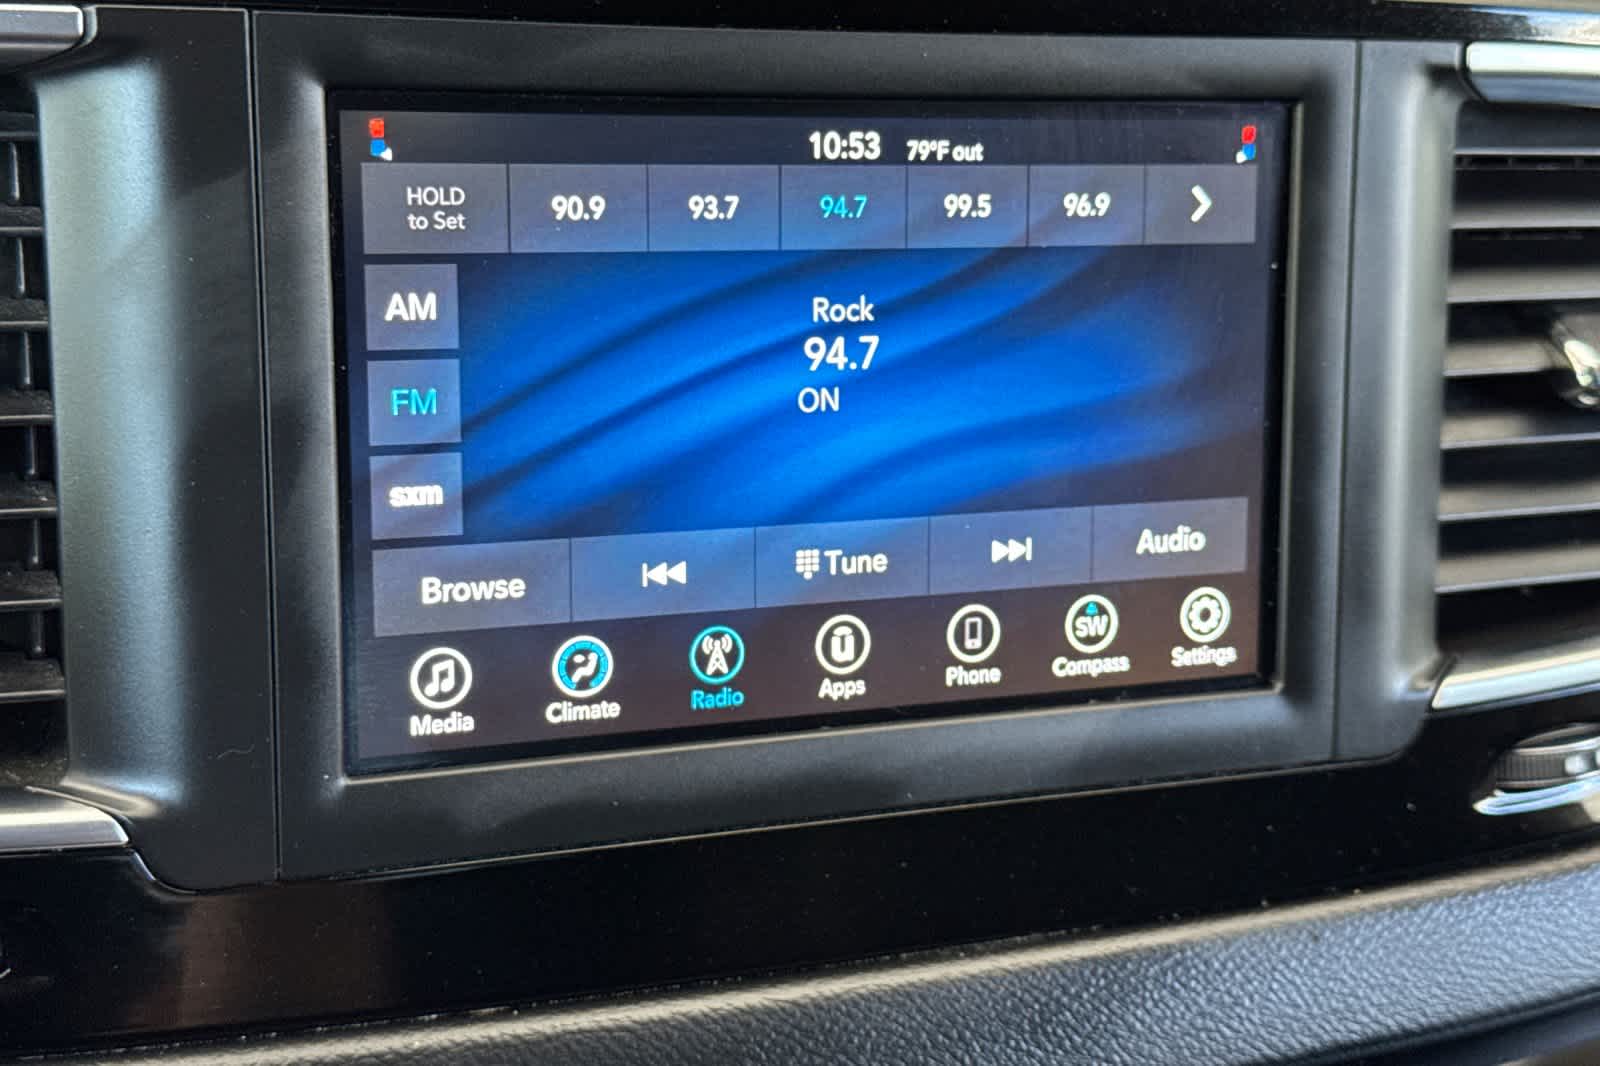 10:53 79°F out
HOLD
to Set
90.9 93.7 94.7 99.5 96.9
AM
Rock
94.7
FM
ON
sxm
Browse Tune Audio
Media Climate Radio Apps Phone SW Compass Settings